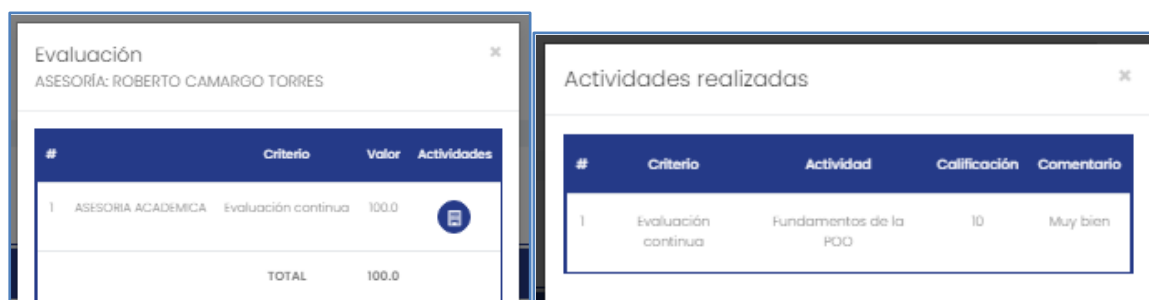 Evaluación
ASESORÍA: ROBERTO CAMARGO TORRES
# Criterio Valor Actividades
1 ASESORIA ACADEMICA Evaluación continua 100.0
TOTAL 100.0
Actividades realizadas
# Criterio Actividad Calificación Comentario
1 Evaluación continua Fundamentos de la POO 10 Muy bien